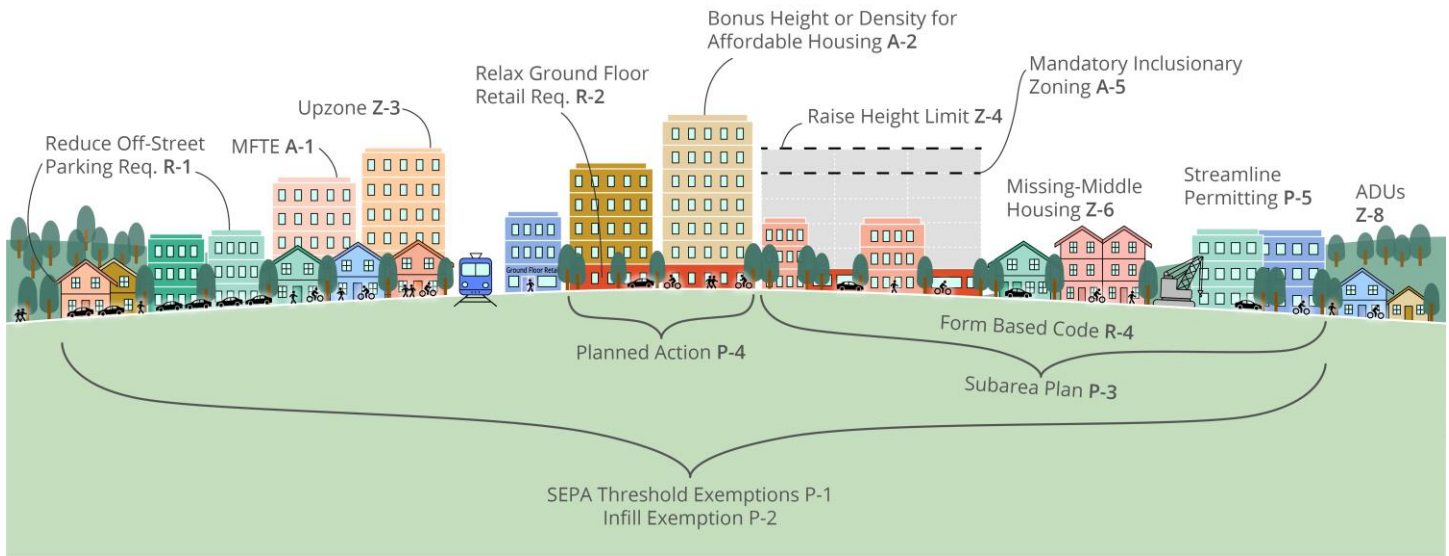 Bonus Height or Density for
Affordable Housing A-2
Mandatory Inclusionary
Zoning A-5
Relax Ground Floor
Retail Req. R-2
Upzone Z-3
Raise Height Limit Z-4
Reduce Off-Street
Parking Req. R-1
MFTE A-1
Missing-Middle
Housing Z-6
Streamline
Permitting P-5
ADUs
Z-8
Ground Floor Retail
Form Based Code R-4
Planned Action P-4
Subarea Plan P-3
SEPA Threshold Exemptions P-1
Infill Exemption P-2